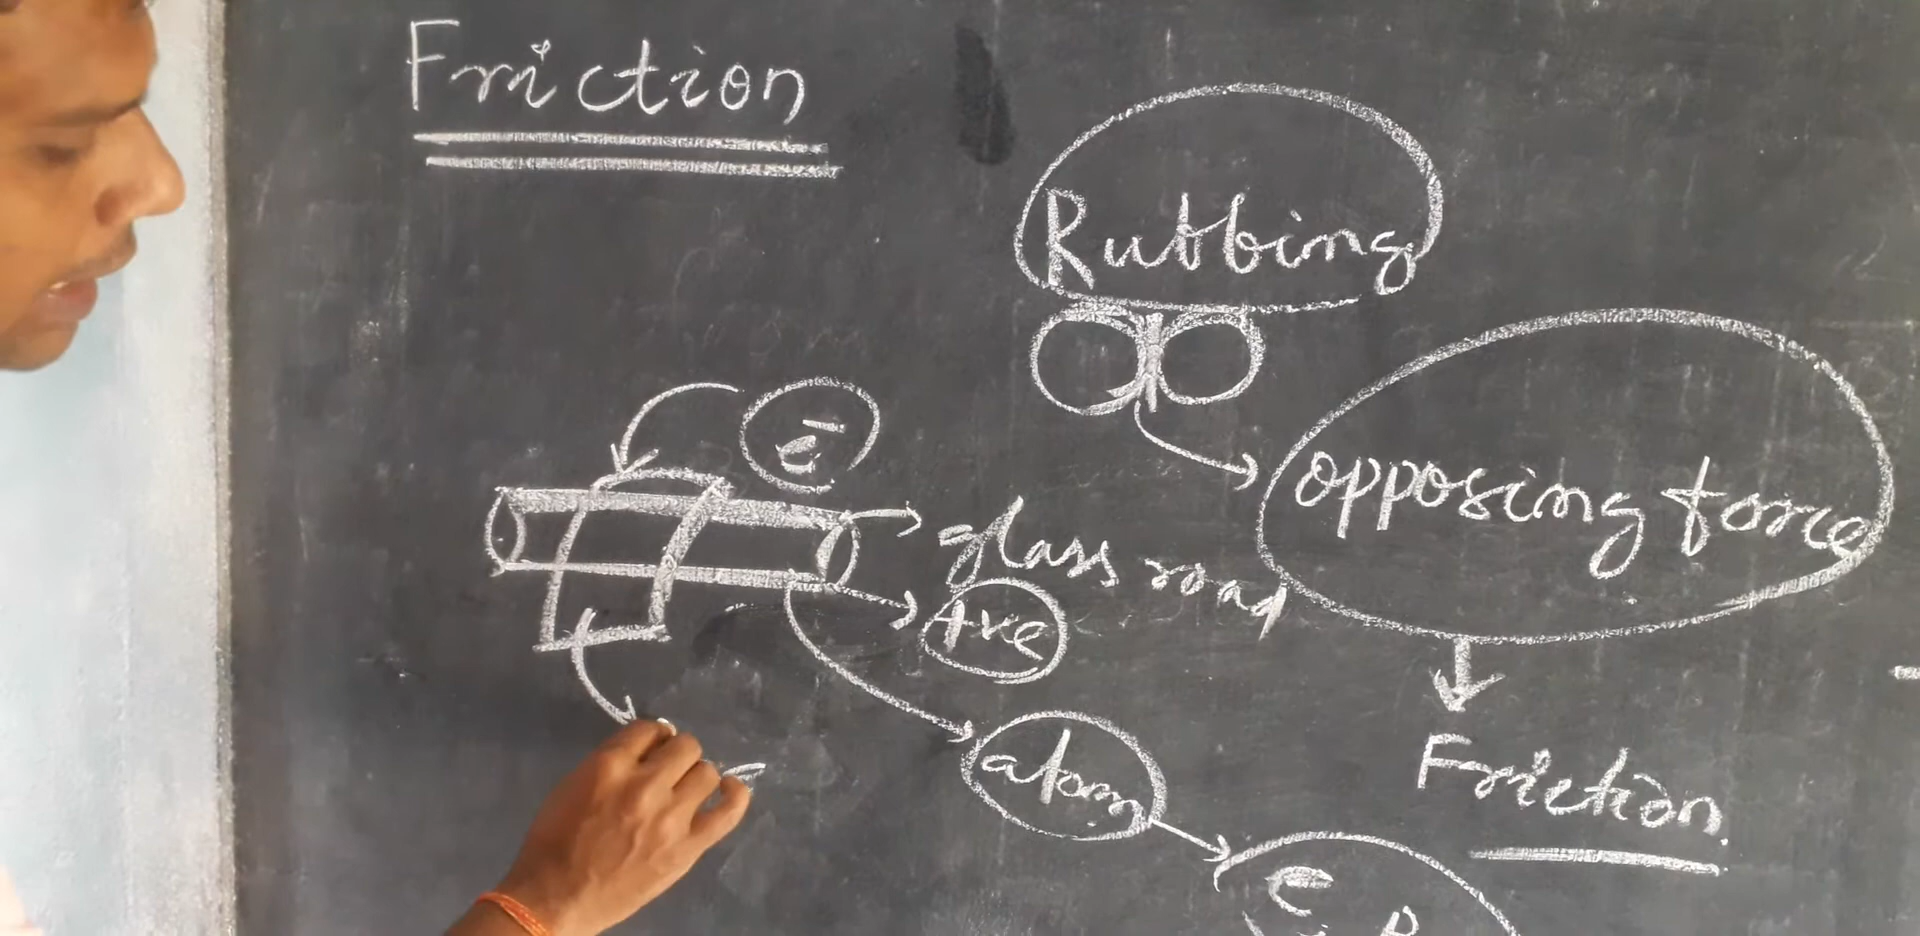 Friction
Rubbing
opposing force
Friction
e-
glass road
+ve
atom
e
P